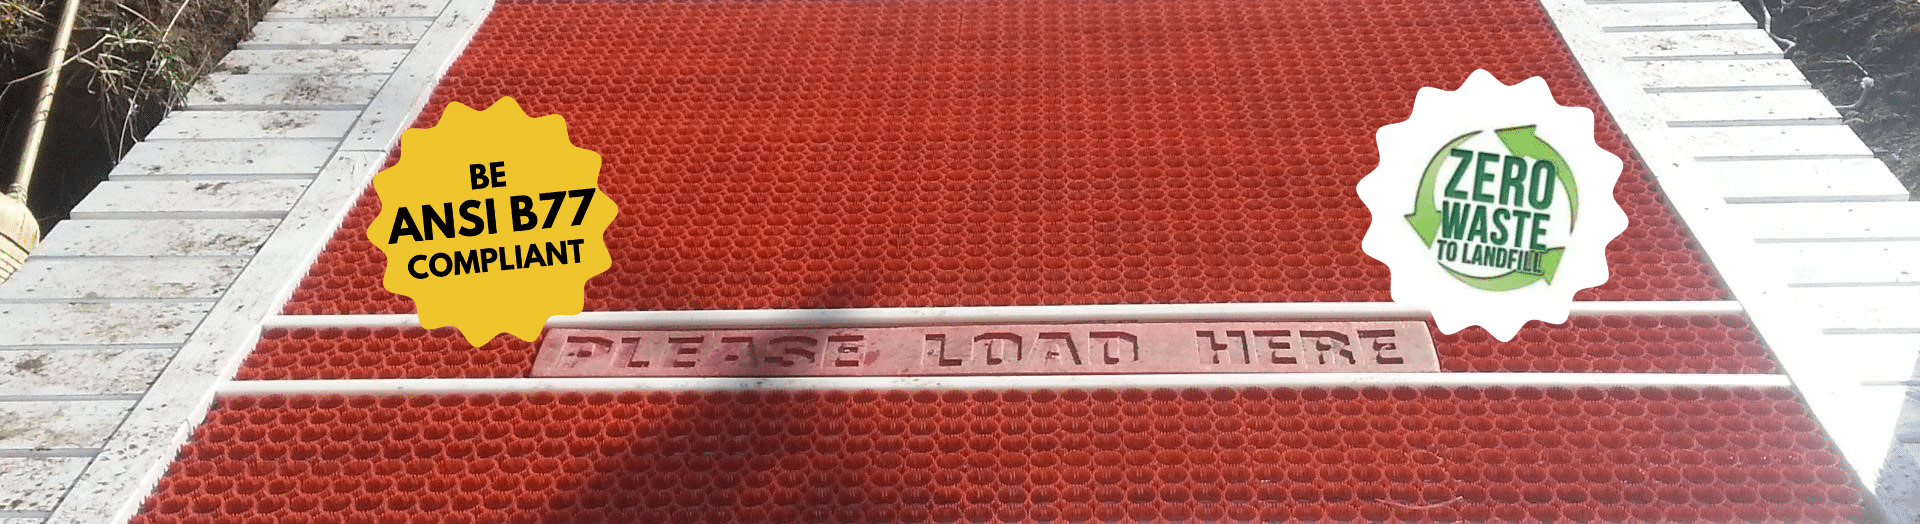 BE
ANSI B77
COMPLIANT
ZERO
WASTE
TO LANDFILL
PLEASE LOAD HERE